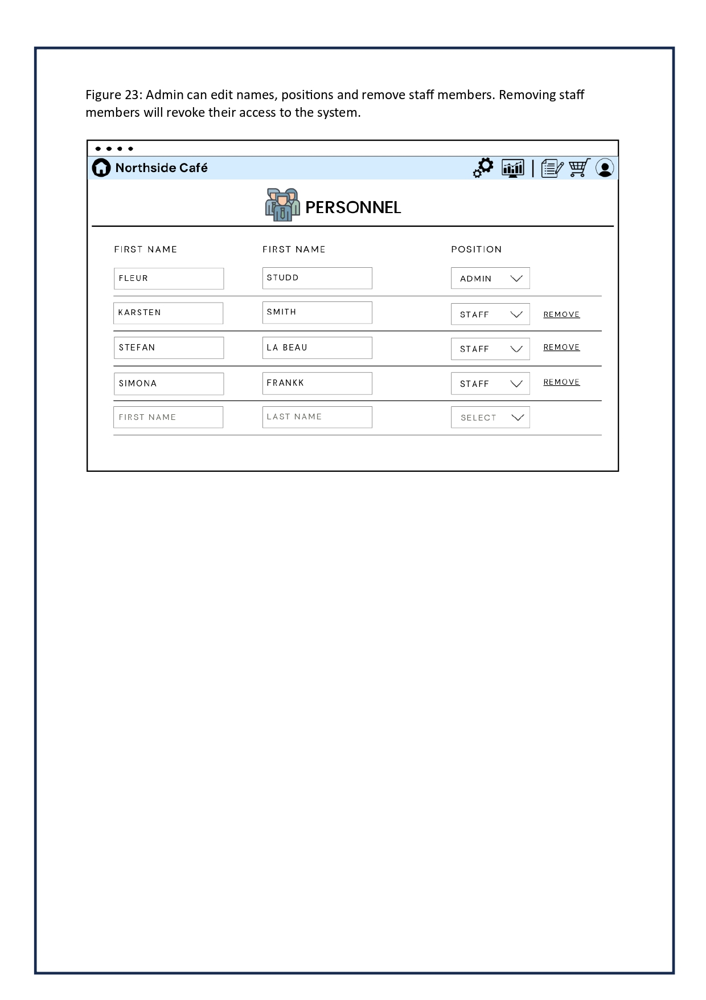 Figure 23: Admin can edit names, positions and remove staff members. Removing staff
members will revoke their access to the system.
Northside Café
PERSONNEL
FIRST NAME FIRST NAME POSITION
FLEUR STUDD ADMIN
KARSTEN SMITH STAFF REMOVE
STEFAN LA BEAU STAFF REMOVE
SIMONA FRANKK STAFF REMOVE
FIRST NAME LAST NAME SELECT